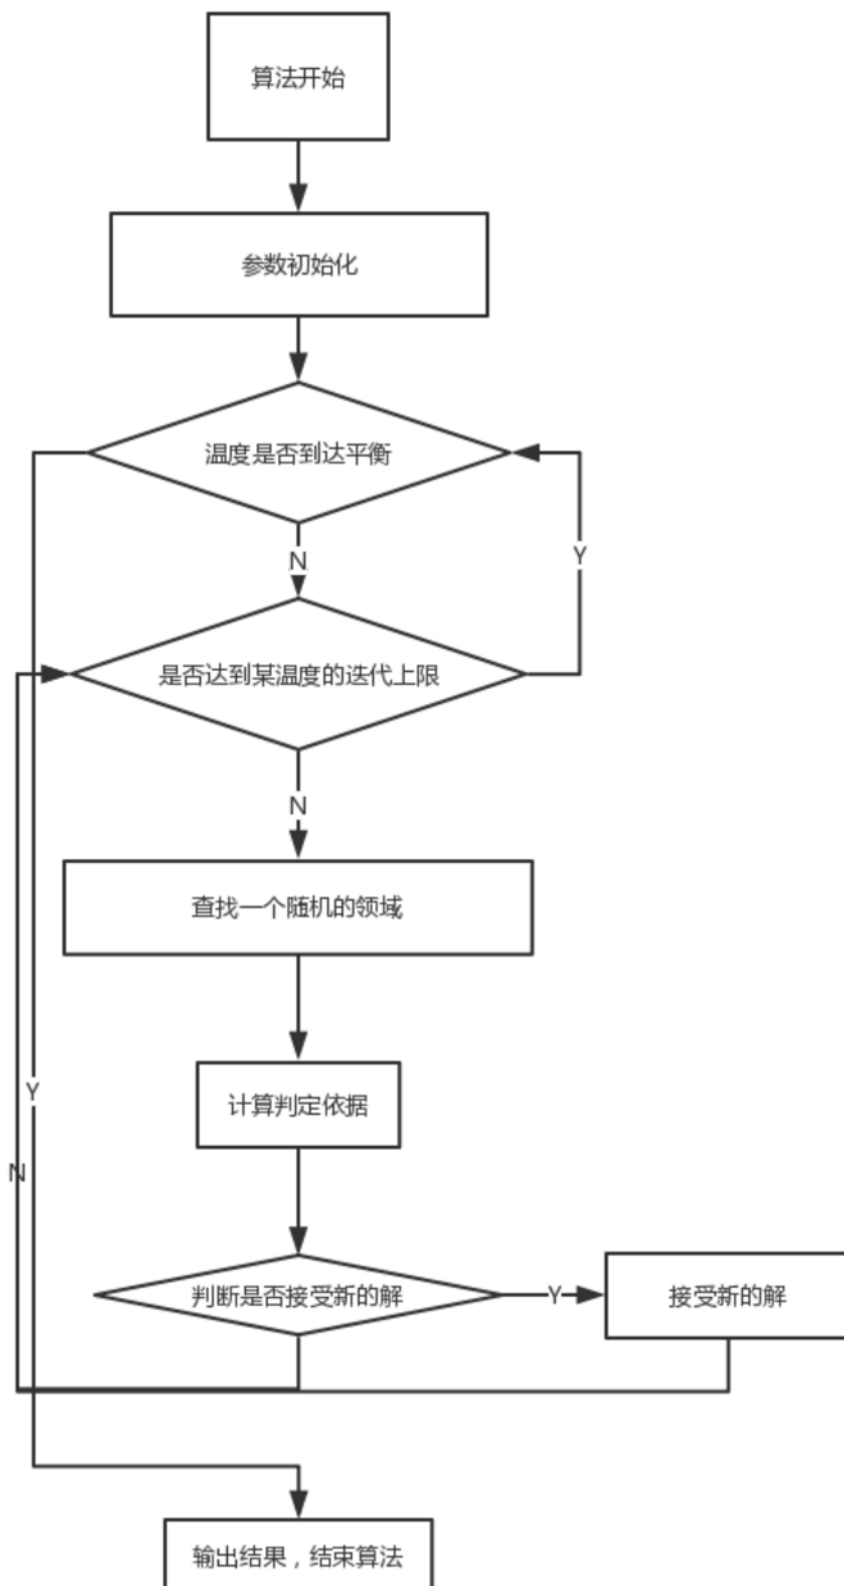 算法开始
参数初始化
温度是否到达平衡
N
Y
是否达到某温度的迭代上限
N
查找一个随机的领域
Y
计算判定依据
N
判断是否接受新的解
Y
接受新的解
输出结果，结束算法